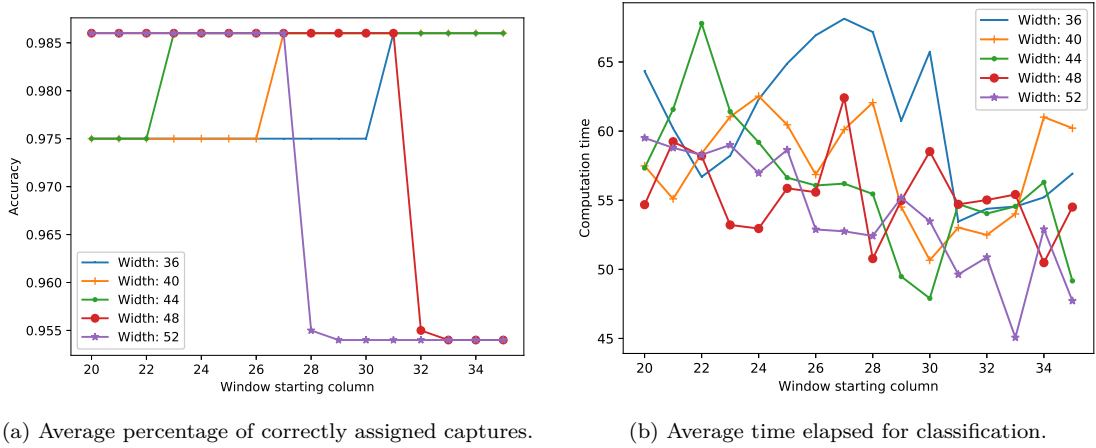 0.985
0.980
0.975
0.970
0.965
0.960
0.955
Accuracy
Width: 36
Width: 40
Width: 44
Width: 48
Width: 52
20 22 24 26 28 30 32 34
Window starting column
(a) Average percentage of correctly assigned captures.
65
60
55
50
45
Computation time
Width: 36
Width: 40
Width: 44
Width: 48
Width: 52
20 22 24 26 28 30 32 34
Window starting column
(b) Average time elapsed for classification.